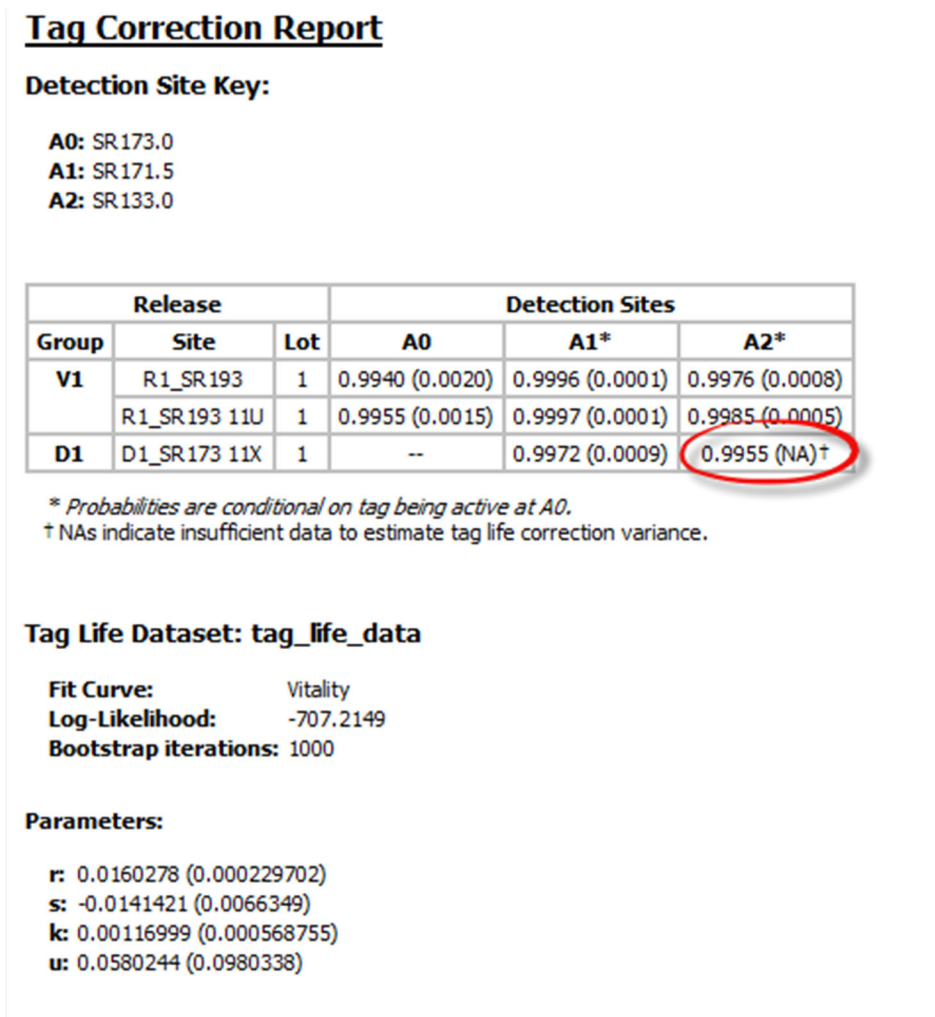 Tag Correction Report
Detection Site Key:
A0: SR173.0
A1: SR171.5
A2: SR133.0
Release Detection Sites
Group Site Lot A0 A1* A2*
V1 R1_SR193 1 0.9940 (0.0020) 0.9996 (0.0001) 0.9976 (0.0008)
R1_SR193 11U 1 0.9955 (0.0015) 0.9997 (0.0001) 0.9985 (0.0005)
D1 D1_SR173 11X 1 -- 0.9972 (0.0009) 0.9955 (NA)†
* Probabilities are conditional on tag being active at A0.
† NAs indicate insufficient data to estimate tag life correction variance.
Tag Life Dataset: tag_life_data
Fit Curve: Vitality
Log-Likelihood: -707.2149
Bootstrap iterations: 1000
Parameters:
r: 0.0160278 (0.000229702)
s: -0.0141421 (0.0066349)
k: 0.00116999 (0.000568755)
u: 0.0580244 (0.0980338)